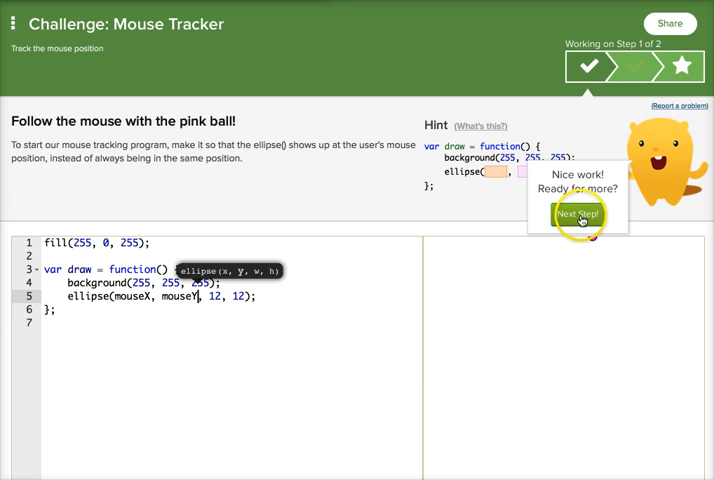 Challenge: Mouse Tracker
Share
Track the mouse position
Working on Step 1 of 2
(Report a problem)
Follow the mouse with the pink ball!
To start our mouse tracking program, make it so that the ellipse() shows up at the user's mouse
position, instead of always being in the same position.
Hint (What's this?)
var draw = function() {
background(255, 255, 255);
ellipse( ,
};
Nice work!
Ready for more?
Next Step!
1 fill(255, 0, 255);
2
3 var draw = function()
ellipse(x, y, w, h)
4 background(255, 255, 255);
5 ellipse(mouseX, mouseY, 12, 12);
6 };
7